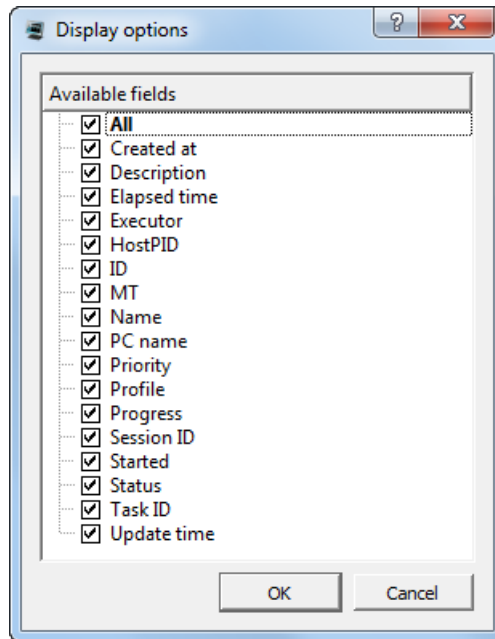 Display options
?
Available fields
All
Created at
Description
Elapsed time
Executor
HostPID
ID
MT
Name
PC name
Priority
Profile
Progress
Session ID
Started
Status
Task ID
Update time
OK
Cancel